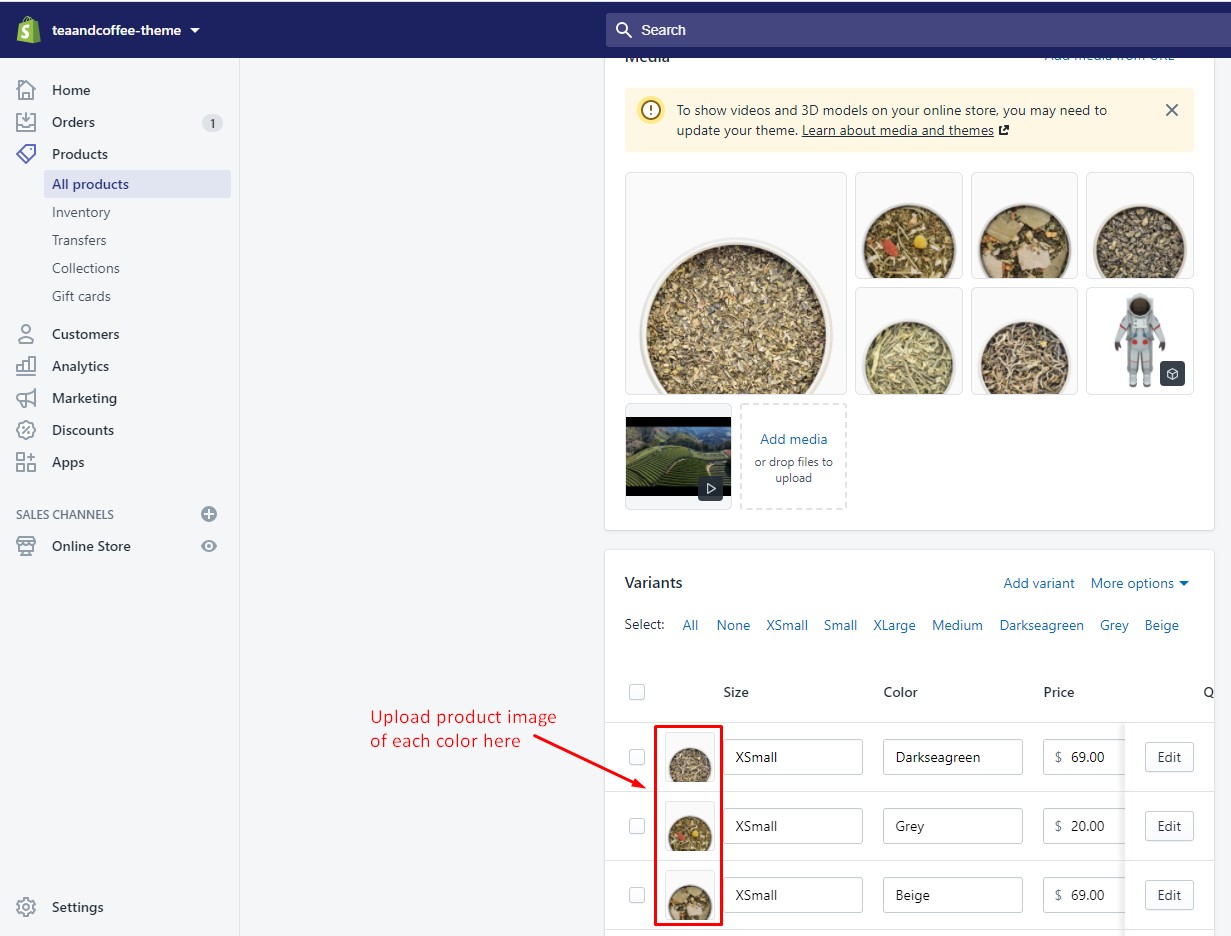 teaandcoffee-theme
Search
Home
Orders
1
Products
All products
Inventory
Transfers
Collections
Gift cards
Customers
Analytics
Marketing
Discounts
Apps
SALES CHANNELS
Online Store
Settings
Media
Add media from URL
To show videos and 3D models on your online store, you may need to
update your theme. Learn about media and themes
Add media
or drop files to
upload
Variants
Add variant
More options
Select: All None XSmall Small XLarge Medium Darkseagreen Grey Beige
Size Color Price Q
Upload product image
of each color here
XSmall Darkseagreen $ 69.00 Edit
XSmall Grey $ 20.00 Edit
XSmall Beige $ 69.00 Edit